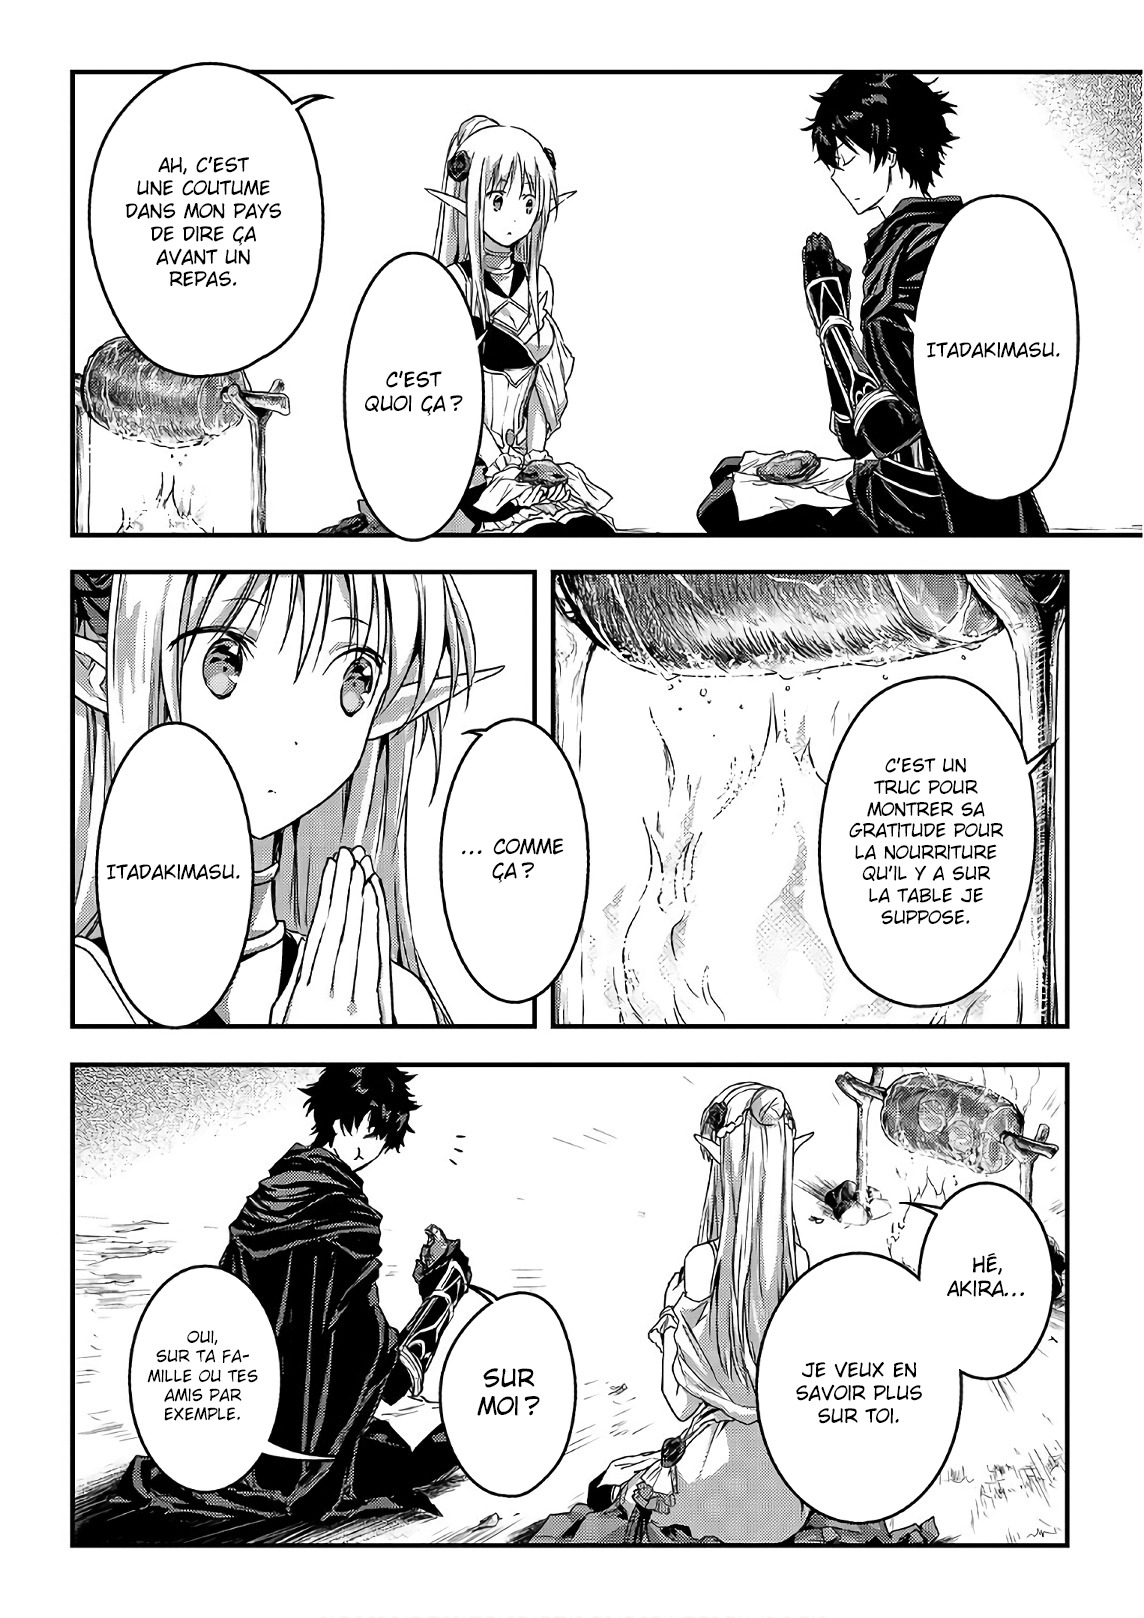 ITADAKIMASU.
C'EST
QUOI ÇA ?
AH, C'EST
UNE COUTUME
DANS MON PAYS
DE DIRE ÇA
AVANT UN
REPAS.
C'EST UN
TRUC POUR
MONTRER SA
GRATITUDE POUR
LA NOURRITURE
QU'IL Y A SUR
LA TABLE JE
SUPPOSE.
... COMME
ÇA ?
ITADAKIMASU.
HÉ,
AKIRA...
JE VEUX EN
SAVOIR PLUS
SUR TOI.
SUR
MOI ?
OUI,
SUR TA FA-
MILLE OU TES
AMIS PAR
EXEMPLE.